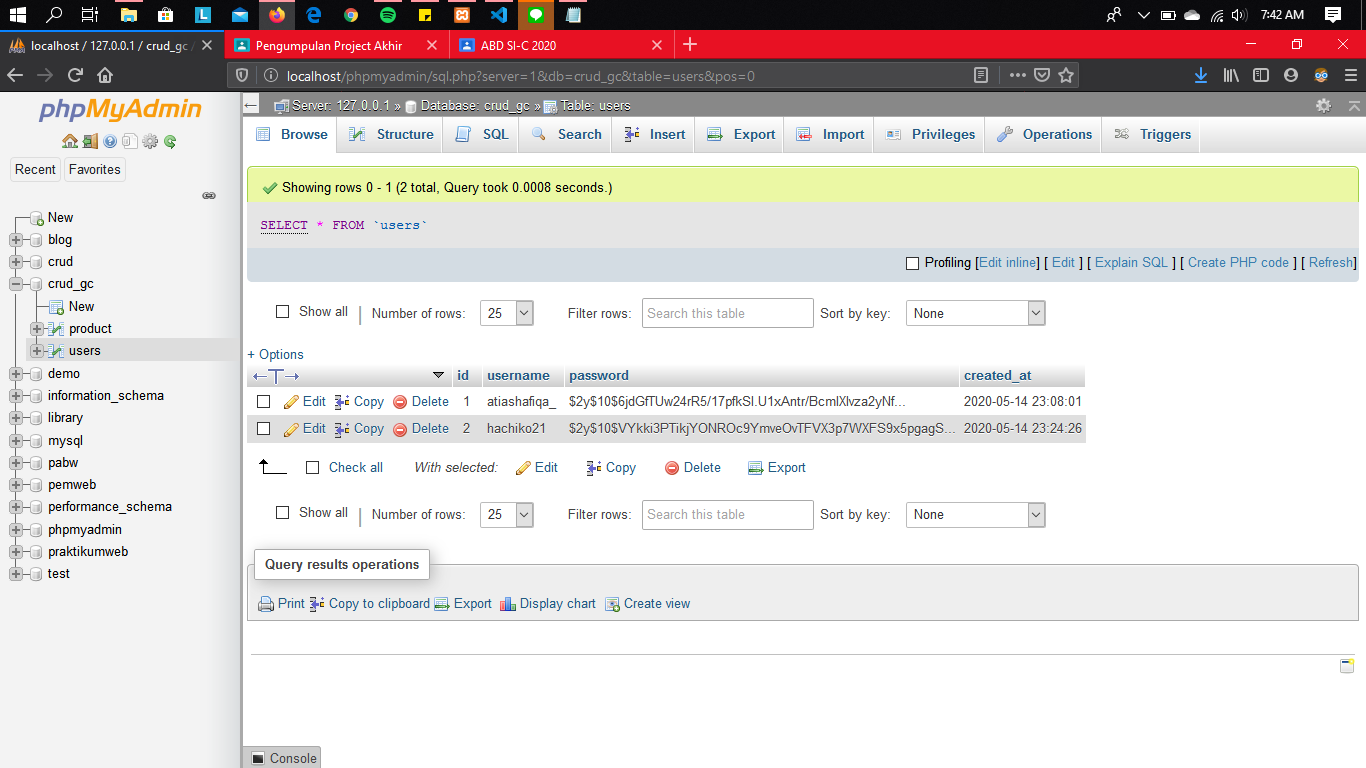 7:42 AM
localhost / 127.0.0.1 / crud_gc /
Pengumpulan Project Akhir
ABD SI-C 2020
localhost/phpmyadmin/sql.php?server=1&db=crud_gc&table=users&pos=0
phpMyAdmin
Recent Favorites
New
blog
crud
crud_gc
New
product
users
demo
information_schema
library
mysql
pabw
pemweb
performance_schema
phpmyadmin
praktikumweb
test
Server: 127.0.0.1 » Database: crud_gc » Table: users
Browse Structure SQL Search Insert Export Import Privileges Operations Triggers
Showing rows 0 - 1 (2 total, Query took 0.0008 seconds.)
SELECT * FROM `users`
Profiling [Edit inline] [ Edit ] [ Explain SQL ] [ Create PHP code ] [ Refresh]
Show all | Number of rows: 25 Filter rows: Search this table Sort by key: None
+ Options
←T→ id username password created_at
Edit Copy Delete 1 atiashafiqa_ $2y$10$6jdGfTUw24rR5/17pfkSl.U1xAntr/BcmlXlvza2yNf... 2020-05-14 23:08:01
Edit Copy Delete 2 hachiko21 $2y$10$VYkki3PTikjYONROc9YmveOvTFVX3p7WXFS9x5pgagS... 2020-05-14 23:24:26
Check all With selected: Edit Copy Delete Export
Show all | Number of rows: 25 Filter rows: Search this table Sort by key: None
Query results operations
Print Copy to clipboard Export Display chart Create view
Console